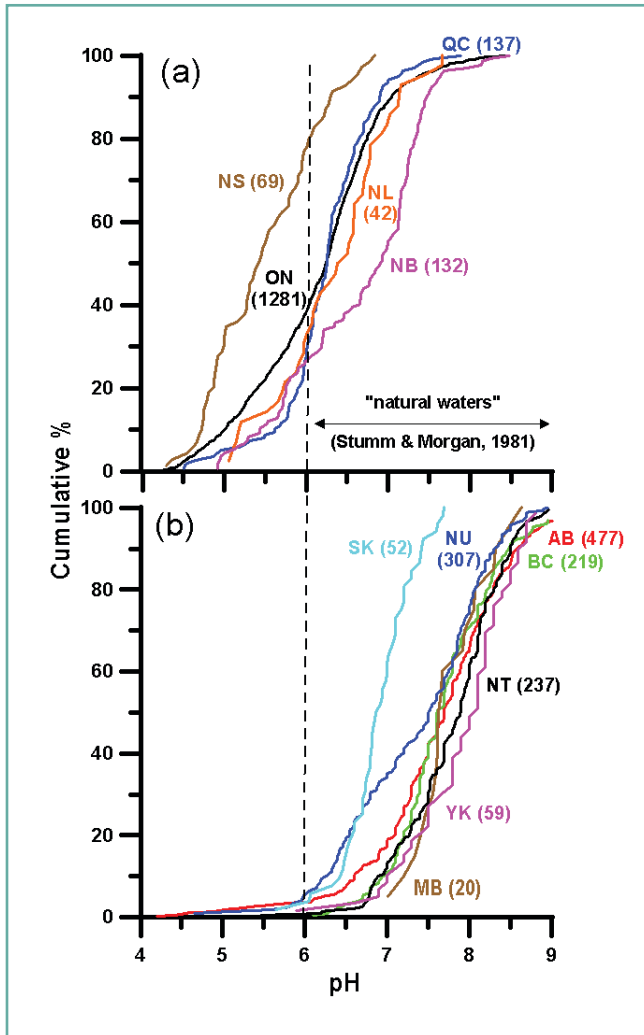 (a)
QC (137)
NS (69)
NL
(42)
NB (132)
ON
(1281)
"natural waters"
(Stumm & Morgan, 1981)
100
80
60
40
20
0
Cumulative %
(b)
SK (52)
NU
(307)
AB (477)
BC (219)
NT (237)
YK (59)
MB (20)
100
80
60
40
20
0
4 5 6 7 8 9
pH